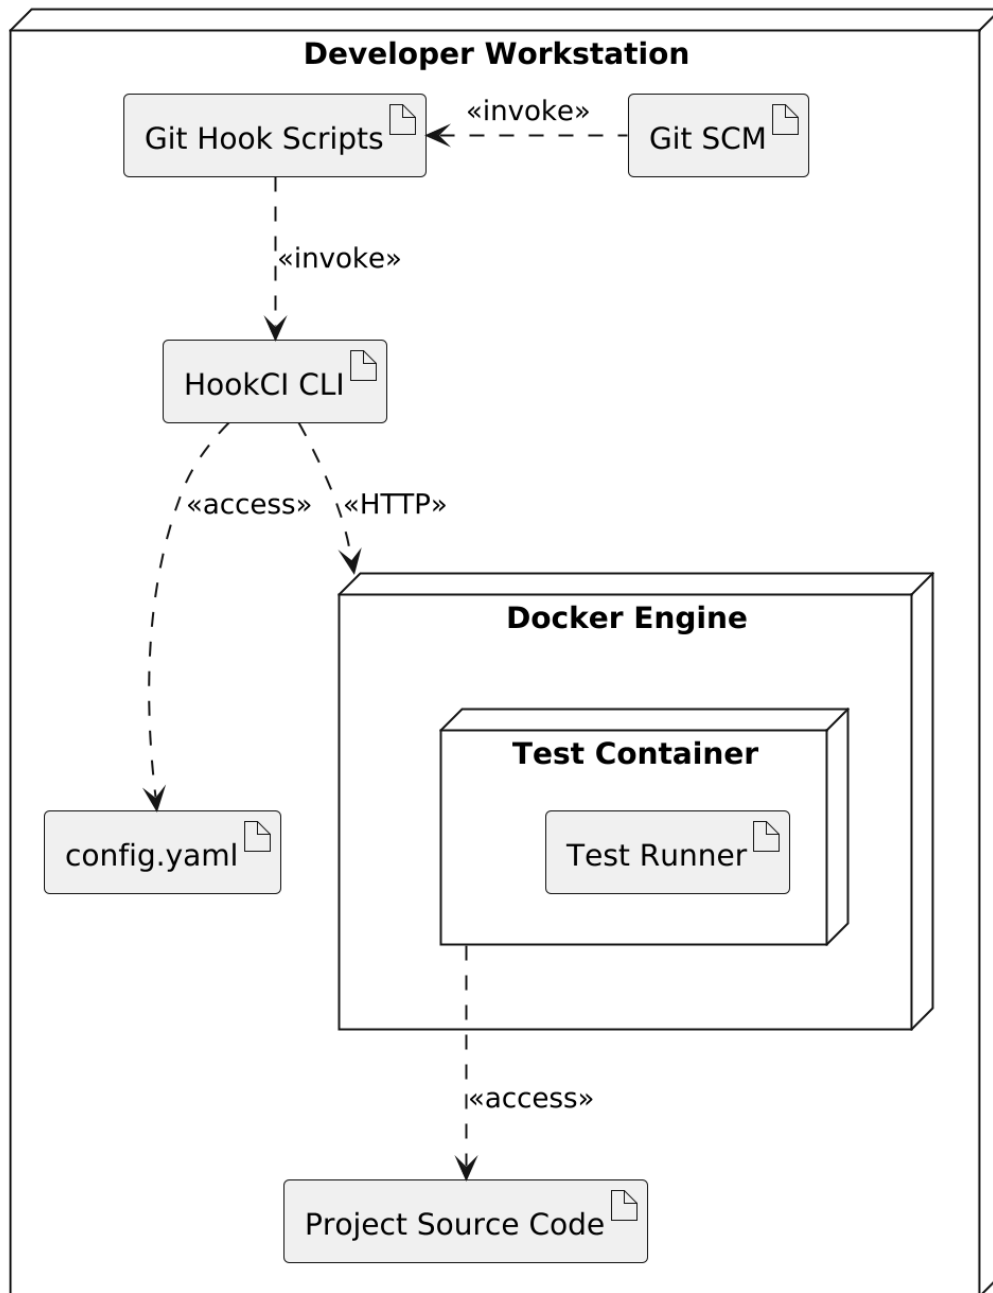 Developer Workstation
Git Hook Scripts
«invoke»
Git SCM
«invoke»
HookCI CLI
«access»
«HTTP»
Docker Engine
Test Container
config.yaml
Test Runner
«access»
Project Source Code